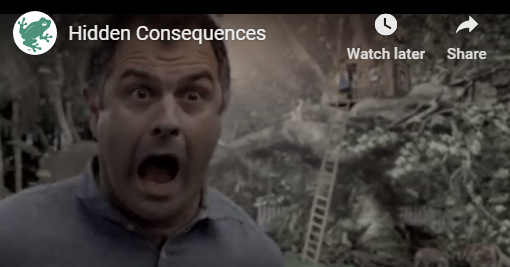 Hidden Consequences
Watch later
Share